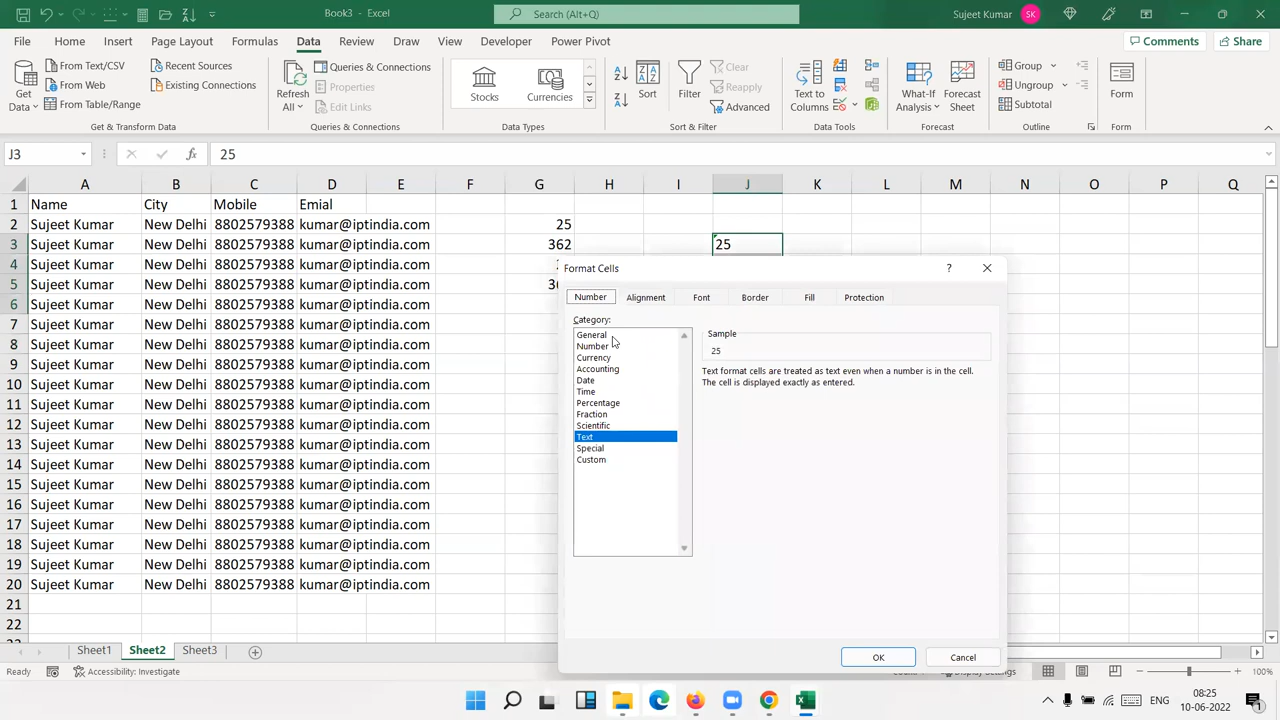 Book3 - Excel
Search (Alt+Q)
Sujeet Kumar
SK
File Home Insert Page Layout Formulas Data Review Draw View Developer Power Pivot
Comments Share
Get Data
From Text/CSV
From Web
From Table/Range
Recent Sources
Existing Connections
Get & Transform Data
Refresh All
Queries & Connections
Properties
Edit Links
Queries & Connections
Stocks
Currencies
Data Types
Sort
Filter
Clear
Reapply
Advanced
Sort & Filter
Text to Columns
Data Tools
What-If Analysis
Forecast Sheet
Forecast
Group
Ungroup
Subtotal
Outline
Form
Form
J3 fx 25
A B C D E F G H I J K L M N O P Q
1 Name City Mobile Emial
2 Sujeet Kumar New Delhi 8802579388 kumar@iptindia.com 25
3 Sujeet Kumar New Delhi 8802579388 kumar@iptindia.com 362 25
4 Sujeet Kumar New Delhi 8802579388 kumar@iptindia.com
5 Sujeet Kumar New Delhi 8802579388 kumar@iptindia.com
6 Sujeet Kumar New Delhi 8802579388 kumar@iptindia.com
7 Sujeet Kumar New Delhi 8802579388 kumar@iptindia.com
8 Sujeet Kumar New Delhi 8802579388 kumar@iptindia.com
9 Sujeet Kumar New Delhi 8802579388 kumar@iptindia.com
10 Sujeet Kumar New Delhi 8802579388 kumar@iptindia.com
11 Sujeet Kumar New Delhi 8802579388 kumar@iptindia.com
12 Sujeet Kumar New Delhi 8802579388 kumar@iptindia.com
13 Sujeet Kumar New Delhi 8802579388 kumar@iptindia.com
14 Sujeet Kumar New Delhi 8802579388 kumar@iptindia.com
15 Sujeet Kumar New Delhi 8802579388 kumar@iptindia.com
16 Sujeet Kumar New Delhi 8802579388 kumar@iptindia.com
17 Sujeet Kumar New Delhi 8802579388 kumar@iptindia.com
18 Sujeet Kumar New Delhi 8802579388 kumar@iptindia.com
19 Sujeet Kumar New Delhi 8802579388 kumar@iptindia.com
20 Sujeet Kumar New Delhi 8802579388 kumar@iptindia.com
21
22
Format Cells
?
Number Alignment Font Border Fill Protection
Category:
General
Number
Currency
Accounting
Date
Time
Percentage
Fraction
Scientific
Text
Special
Custom
Sample
25
Text format cells are treated as text even when a number is in the cell.
The cell is displayed exactly as entered.
OK Cancel
Sheet1 Sheet2 Sheet3
Ready Accessibility: Investigate
Display Settings
100%
ENG
08:25
10-06-2022
1